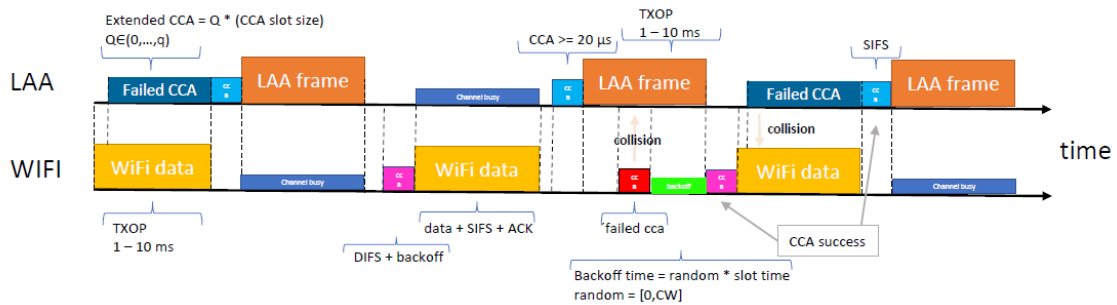 Extended CCA = Q * (CCA slot size)
Q∈(0,…,q)
CCA >= 20 µs
TXOP
1 – 10 ms
SIFS
LAA
Failed CCA
cc
a
LAA frame
Channel busy
cc
a
LAA frame
Failed CCA
cc
a
LAA frame
collision
collision
time
WIFI
WiFi data
Channel busy
cc
a
WiFi data
cc
a
backoff
cc
a
WiFi data
Channel busy
TXOP
1 – 10 ms
data + SIFS + ACK
failed cca
CCA success
DIFS + backoff
Backoff time = random * slot time
random = [0,CW]